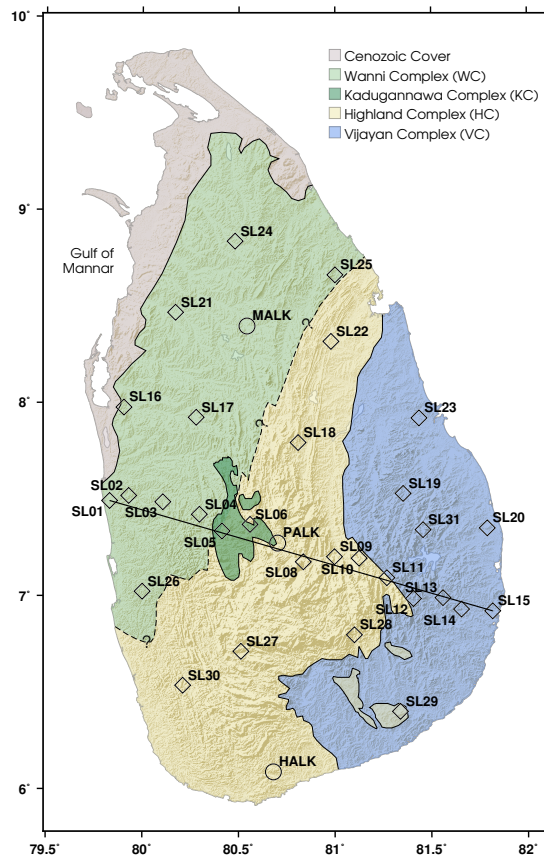 10°
Cenozoic Cover
Wanni Complex (WC)
Kadugannawa Complex (KC)
Highland Complex (HC)
Vijayan Complex (VC)
9°
SL24
Gulf of
Mannar
SL25
SL21
MALK
?
SL22
8°
SL16
SL17
SL23
?
SL18
SL02
SL19
SL01
SL03
SL04
SL06
SL31
SL20
SL05
PALK
SL09
SL08
SL10
SL11
7°
SL26
SL13
SL12
SL14
SL15
?
SL28
SL27
SL30
SL29
HALK
6°
79.5°
80°
80.5°
81°
81.5°
82°